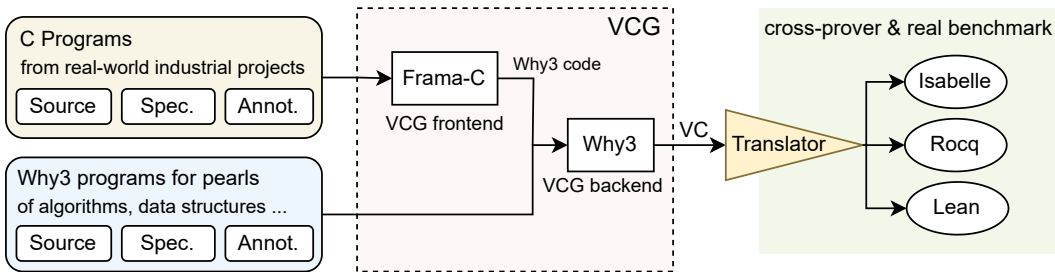 C Programs
from real-world industrial projects
Source
Spec.
Annot.
Why3 programs for pearls
of algorithms, data structures ...
Source
Spec.
Annot.
VCG
Frama-C
VCG frontend
Why3 code
Why3
VCG backend
VC
Translator
cross-prover & real benchmark
Isabelle
Rocq
Lean